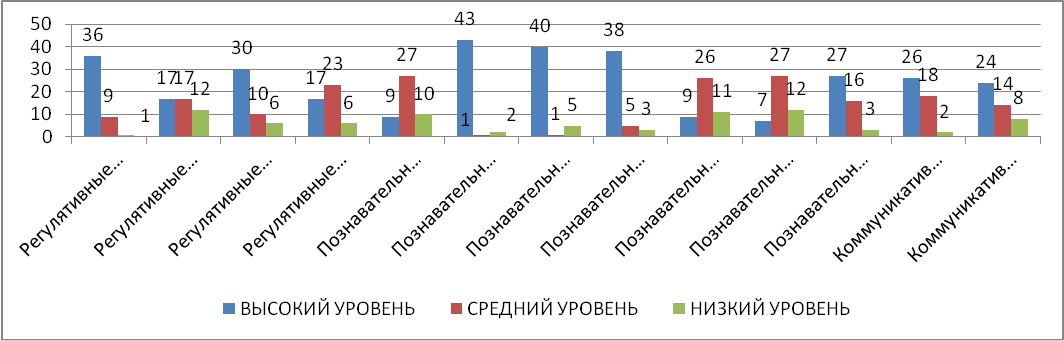 50
40
30
20
10
0
36 9 1
17 17 12
30 10 6
17 23 6
9 27 10
43 1 2
40 1 5
38 5 3
9 26 11
7 27 12
27 16 3
26 18 2
24 14 8
Регулятивные...
Регулятивные...
Регулятивные...
Регулятивные...
Познавательн...
Познавательн...
Познавательн...
Познавательн...
Познавательн...
Познавательн...
Познавательн...
Коммуникатив...
Коммуникатив...
ВЫСОКИЙ УРОВЕНЬ СРЕДНИЙ УРОВЕНЬ НИЗКИЙ УРОВЕНЬ